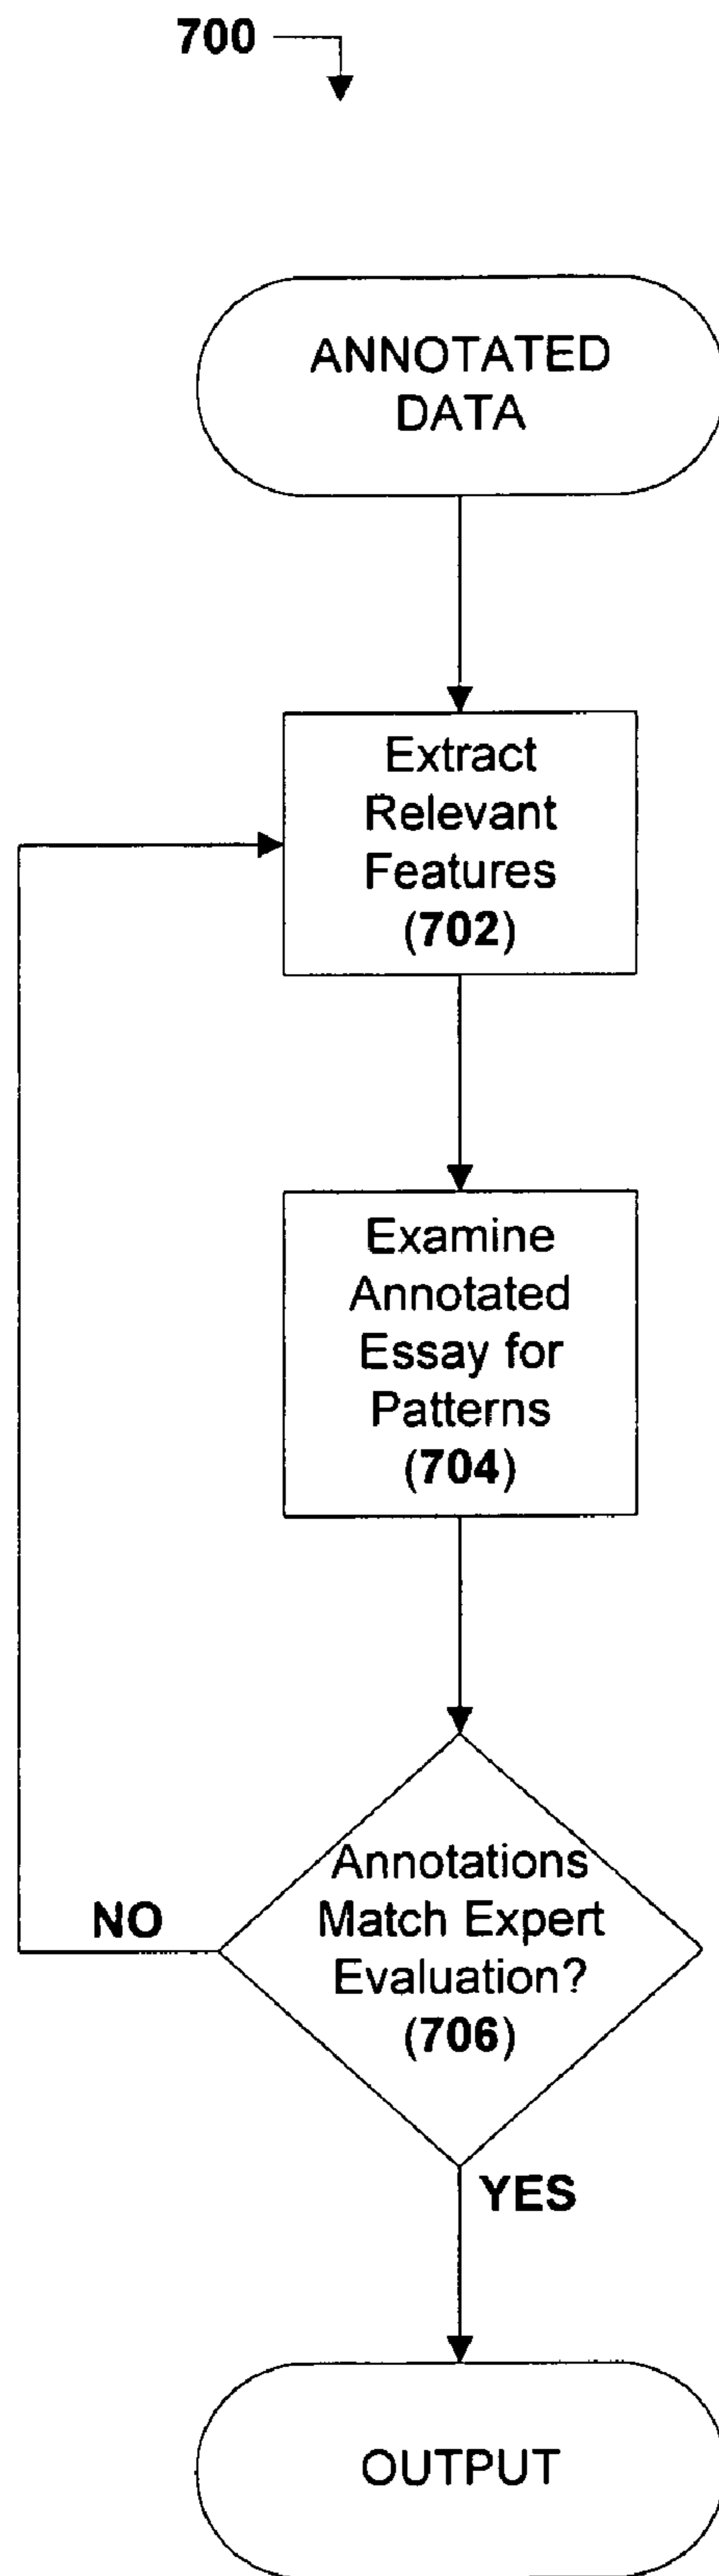 700
ANNOTATED
DATA
Extract
Relevant
Features
(702)
Examine
Annotated
Essay for
Patterns
(704)
Annotations
Match Expert
Evaluation?
(706)
NO
YES
OUTPUT